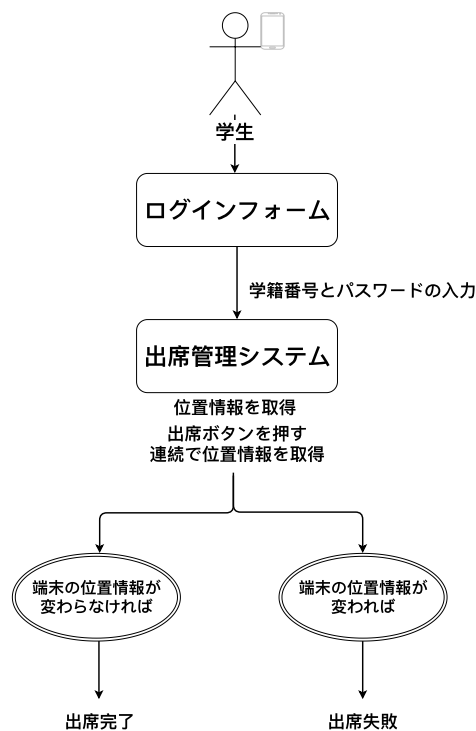 学生
ログインフォーム
学籍番号とパスワードの入力
出席管理システム
位置情報を取得
出席ボタンを押す
連続で位置情報を取得
端末の位置情報が
変わらなければ
端末の位置情報が
変われば
出席完了
出席失敗